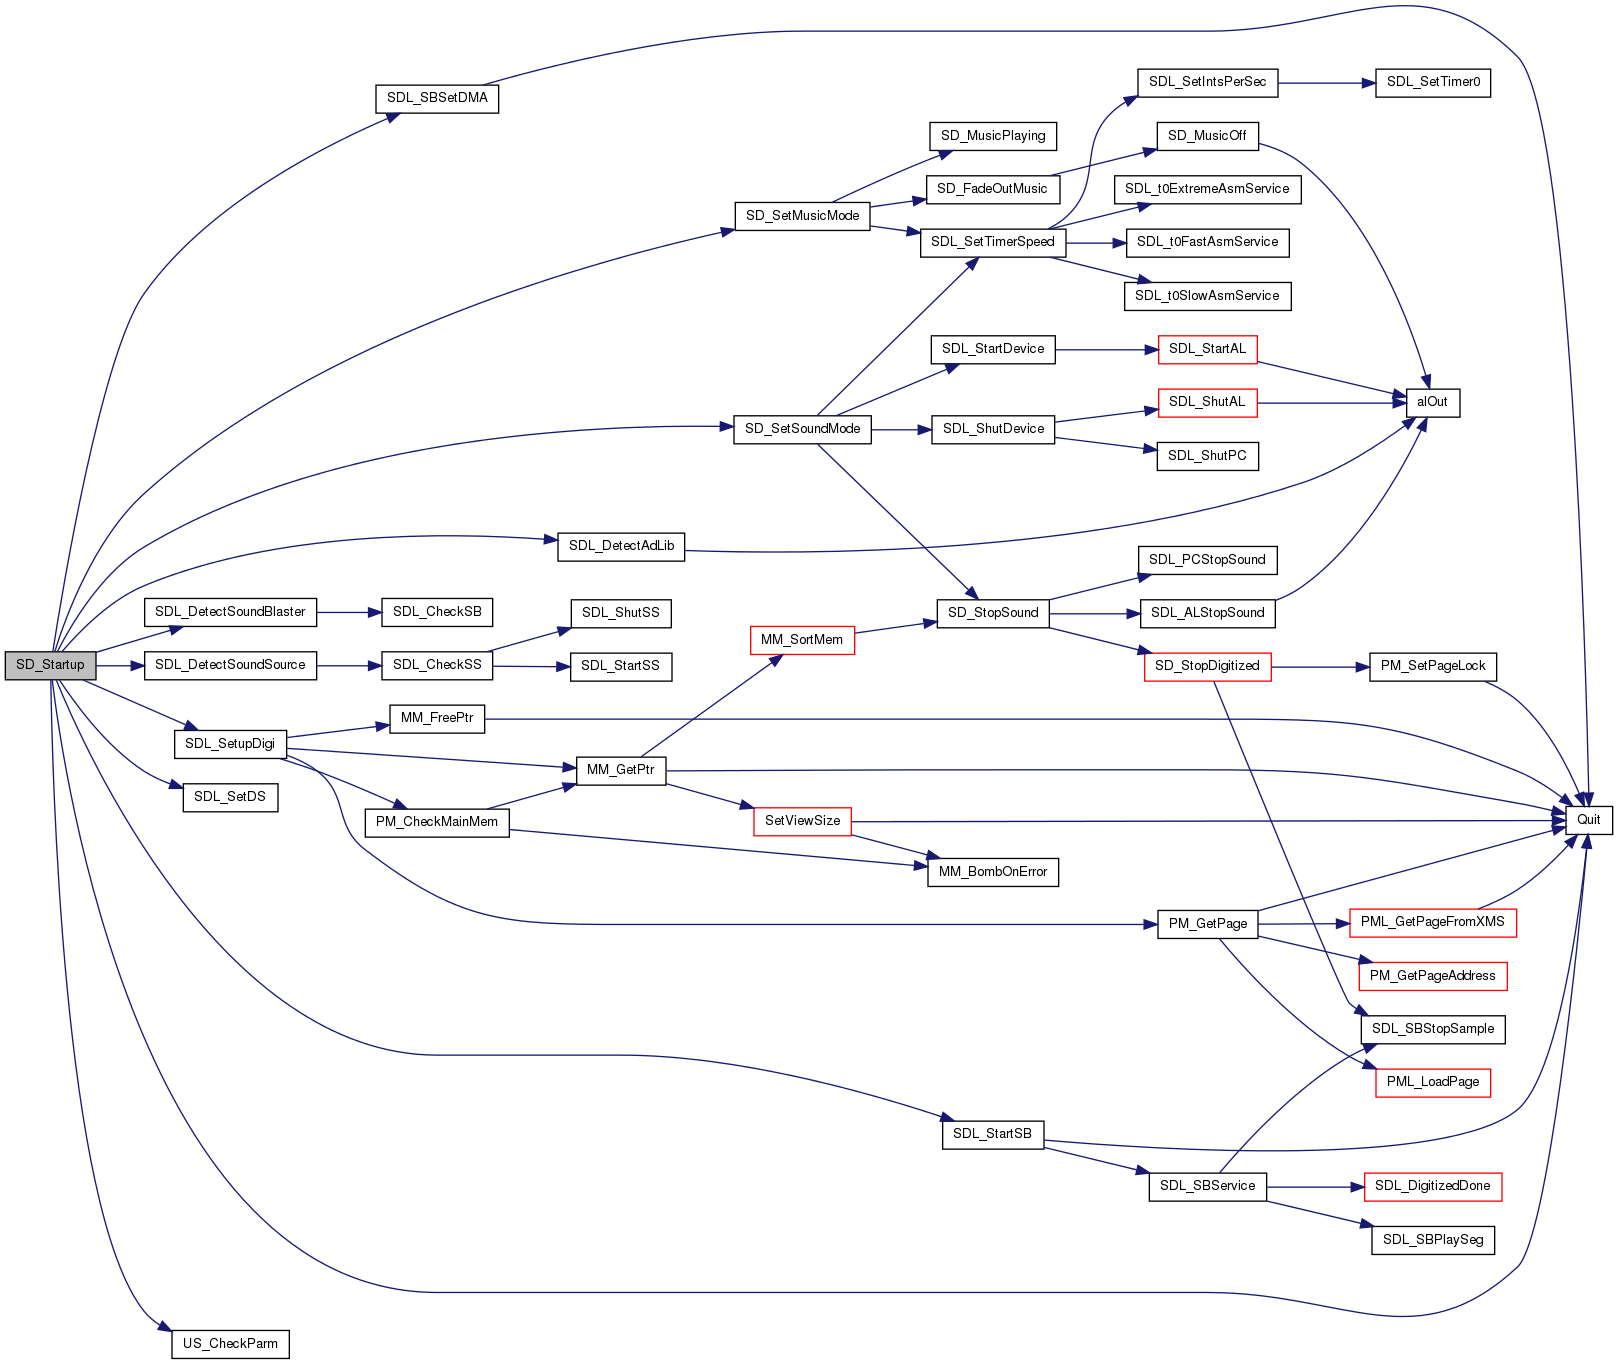 SDL_SBSetDMA
SDL_SetIntsPerSec
SDL_SetTimer0
SD_MusicPlaying
SD_MusicOff
SD_FadeOutMusic
SDL_t0ExtremeAsmService
SD_SetMusicMode
SDL_SetTimerSpeed
SDL_t0FastAsmService
SDL_t0SlowAsmService
SDL_StartDevice
SDL_StartAL
SDL_ShutAL
alOut
SD_SetSoundMode
SDL_ShutDevice
SDL_ShutPC
SDL_DetectAdLib
SDL_PCStopSound
SDL_DetectSoundBlaster
SDL_CheckSB
SDL_ShutSS
SD_StopSound
SDL_ALStopSound
MM_SortMem
SD_Startup
SDL_DetectSoundSource
SDL_CheckSS
SDL_StartSS
SD_StopDigitized
PM_SetPageLock
MM_FreePtr
SDL_SetupDigi
MM_GetPtr
SDL_SetDS
PM_CheckMainMem
SetViewSize
Quit
MM_BombOnError
PM_GetPage
PML_GetPageFromXMS
PM_GetPageAddress
SDL_SBStopSample
PML_LoadPage
SDL_StartSB
SDL_SBService
SDL_DigitizedDone
SDL_SBPlaySeg
US_CheckParm